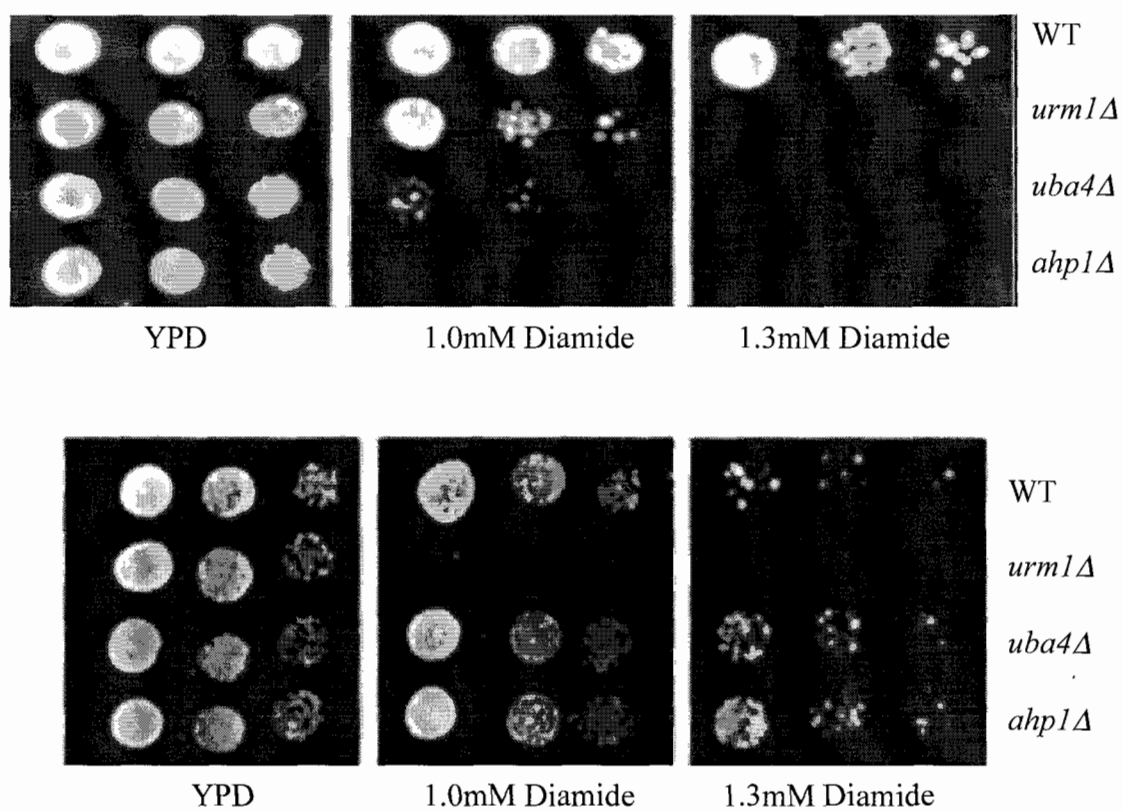 WT
urm1Δ
uba4Δ
ahp1Δ
YPD 1.0mM Diamide 1.3mM Diamide
WT
urm1Δ
uba4Δ
ahp1Δ
YPD 1.0mM Diamide 1.3mM Diamide